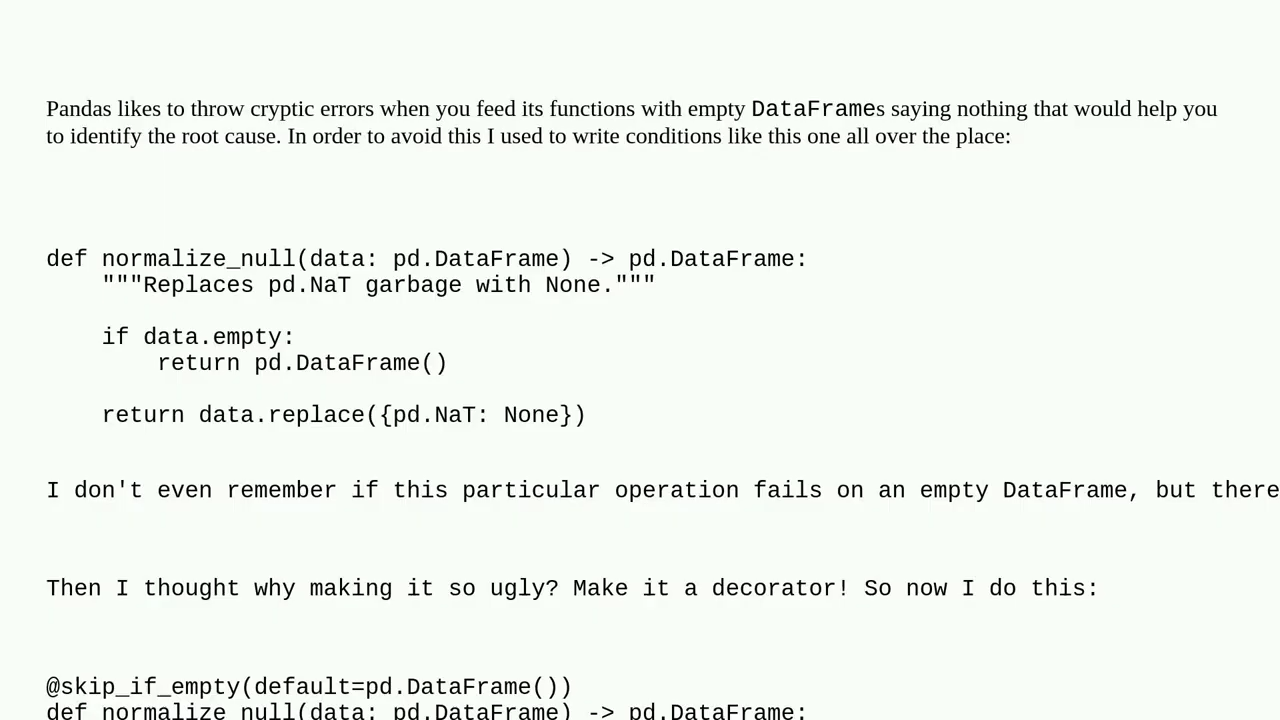 Pandas likes to throw cryptic errors when you feed its functions with empty DataFrames saying nothing that would help you
to identify the root cause. In order to avoid this I used to write conditions like this one all over the place:
def normalize_null(data: pd.DataFrame) -> pd.DataFrame:
    """Replaces pd.NaT garbage with None."""
    if data.empty:
        return pd.DataFrame()
    return data.replace({pd.NaT: None})
I don't even remember if this particular operation fails on an empty DataFrame, but there
Then I thought why making it so ugly? Make it a decorator! So now I do this:
@skip_if_empty(default=pd.DataFrame())
def normalize_null(data: pd.DataFrame) -> pd.DataFrame: